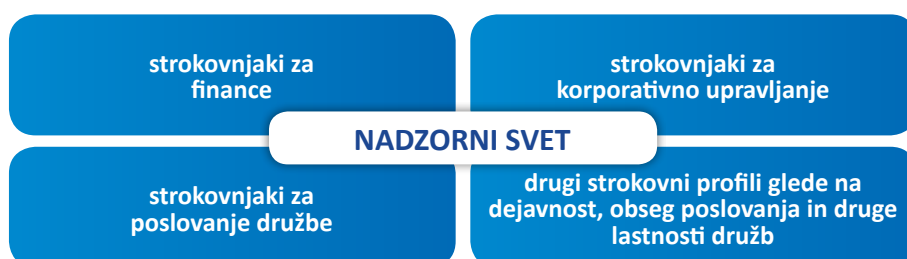 strokovnjaki za
finance
strokovnjaki za
korporativno upravljanje
NADZORNI SVET
strokovnjaki za
poslovanje družbe
drugi strokovni profili glede na
dejavnost, obseg poslovanja in druge
lastnosti družb